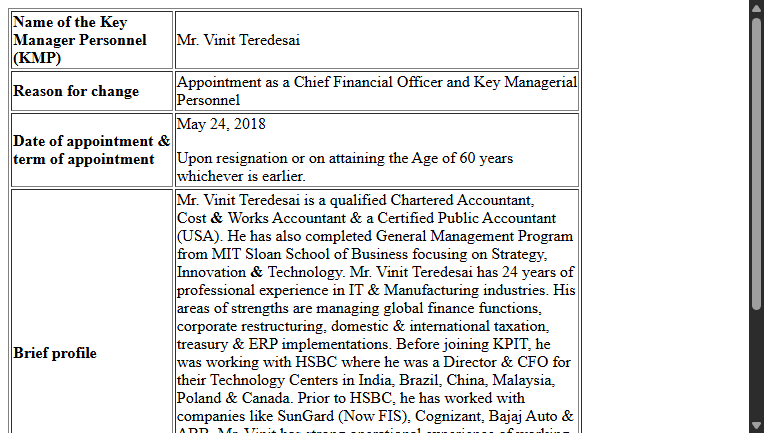 Name of the Key
Manager Personnel
(KMP)
Mr. Vinit Teredesai
Reason for change
Appointment as a Chief Financial Officer and Key Managerial
Personnel
Date of appointment &
term of appointment
May 24, 2018
Upon resignation or on attaining the Age of 60 years
whichever is earlier.
Brief profile
Mr. Vinit Teredesai is a qualified Chartered Accountant,
Cost & Works Accountant & a Certified Public Accountant
(USA). He has also completed General Management Program
from MIT Sloan School of Business focusing on Strategy,
Innovation & Technology. Mr. Vinit Teredesai has 24 years of
professional experience in IT & Manufacturing industries. His
areas of strengths are managing global finance functions,
corporate restructuring, domestic & international taxation,
treasury & ERP implementations. Before joining KPIT, he
was working with HSBC where he was a Director & CFO for
their Technology Centers in India, Brazil, China, Malaysia,
Poland & Canada. Prior to HSBC, he has worked with
companies like SunGard (Now FIS), Cognizant, Bajaj Auto &